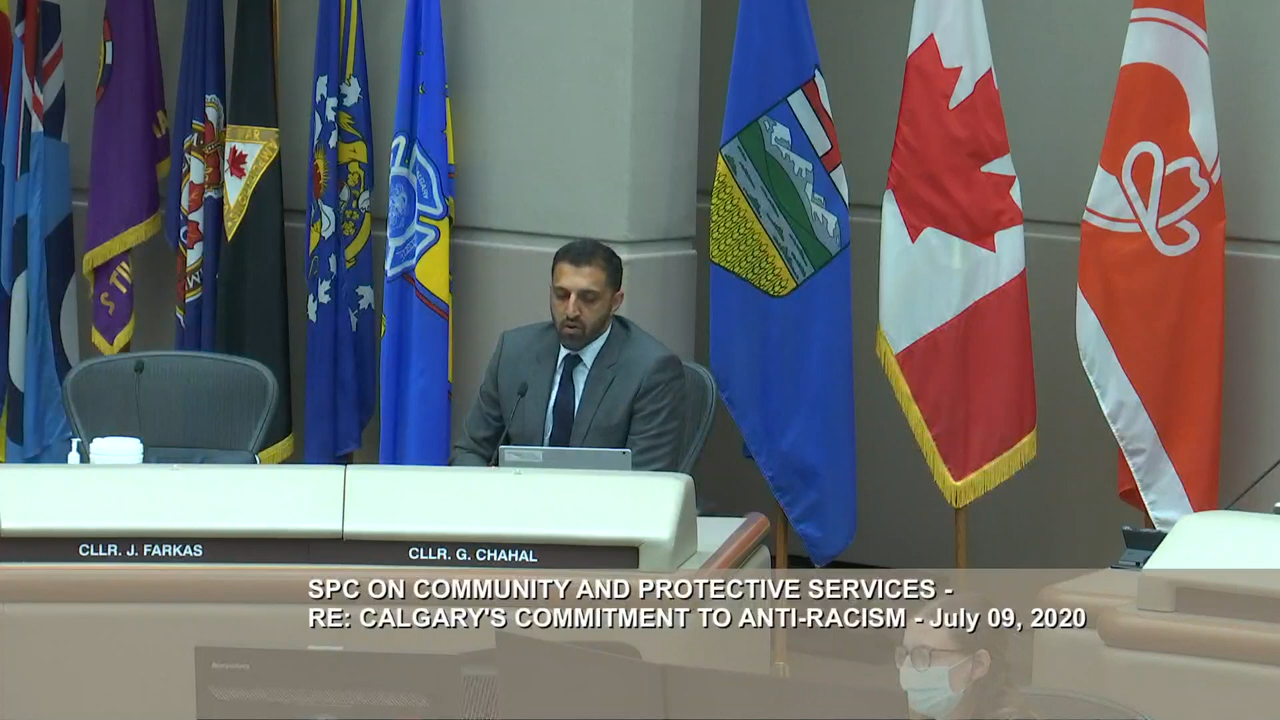 CALGARY
CLLR. J. FARKAS
CLLR. G. CHAHAL
SPC ON COMMUNITY AND PROTECTIVE SERVICES -
RE: CALGARY'S COMMITMENT TO ANTI-RACISM - July 09, 2020